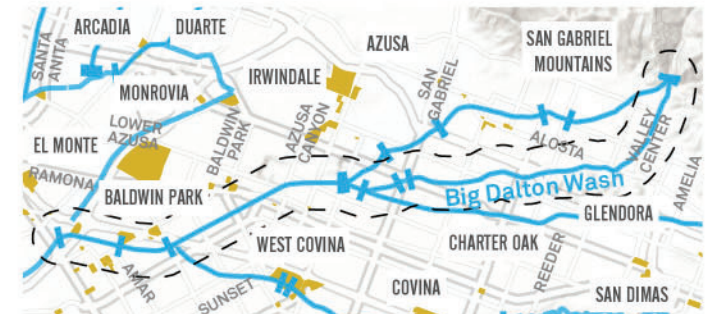 ARCADIA
DUARTE
AZUSA
SAN GABRIEL
MOUNTAINS
SANTA
ANITA
MONROVIA
IRWINDALE
SAN
GABRIEL
LOWER
AZUSA
EL MONTE
BALDWIN
PARK
AZUSA
CANYON
ALOSTA
VALLEY
CENTER
AMELIA
RAMONA
BALDWIN PARK
Big Dalton Wash
GLENDORA
WEST COVINA
CHARTER OAK
AMAR
SUNSET
COVINA
REEDER
SAN DIMAS